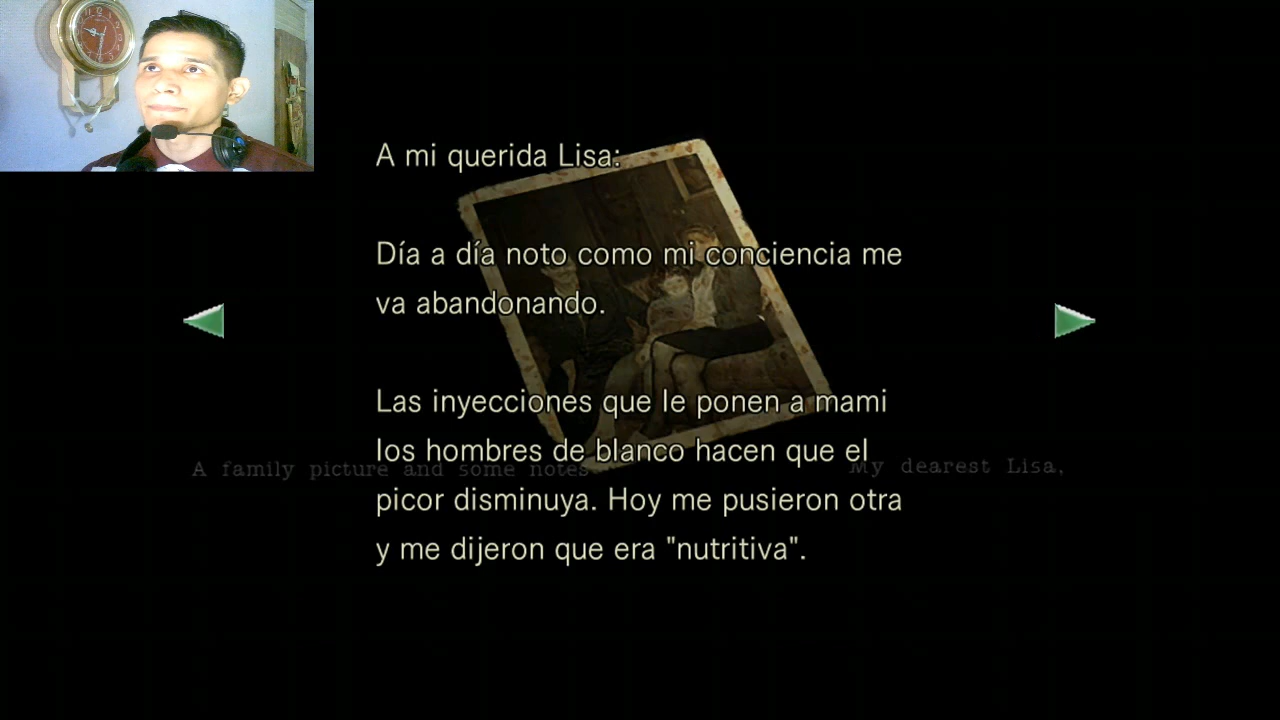 A mi querida Lisa:
Día a día noto como mi conciencia me
va abandonando.
Las inyecciones que le ponen a mami
los hombres de blanco hacen que el
picor disminuya. Hoy me pusieron otra
y me dijeron que era "nutritiva".
A family picture and some notes
My dearest Lisa,